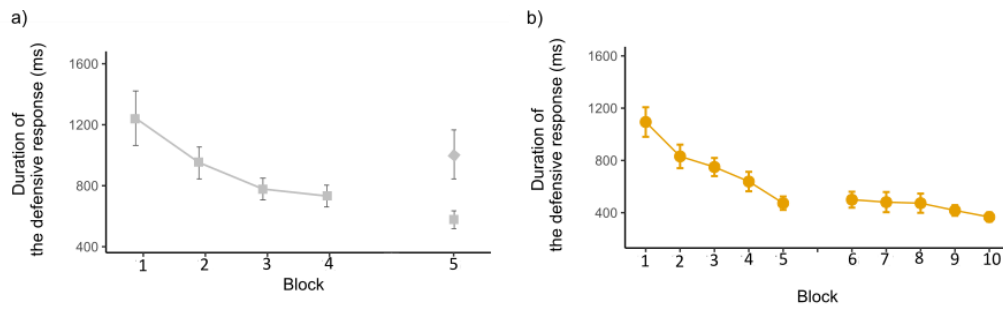 a)
Duration of
the defensive response (ms)
1600
1200
800
400
1 2 3 4 5
Block
b)
Duration of
the defensive response (ms)
1600
1200
800
400
1 2 3 4 5 6 7 8 9 10
Block